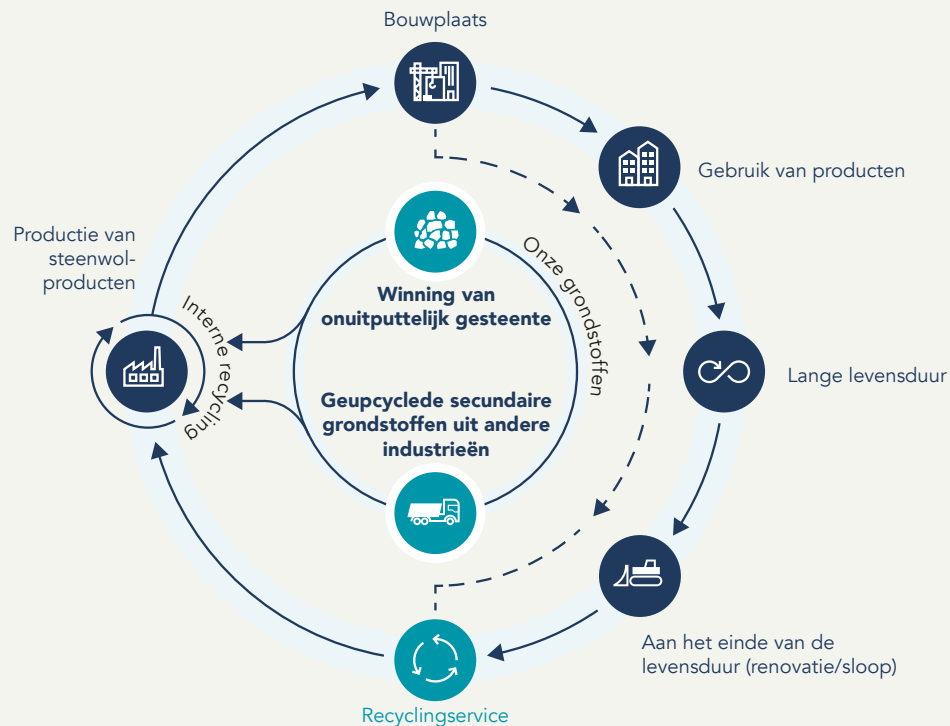 Bouwplaats
Gebruik van producten
Productie van
steenwol-
producten
Interne recycling
Winning van
onuitputtelijk gesteente
Onze grondstoffen
Lange levensduur
Geupcyclede secundaire
grondstoffen uit andere
industrieën
Aan het einde van de
levensduur (renovatie/sloop)
Recyclingservice